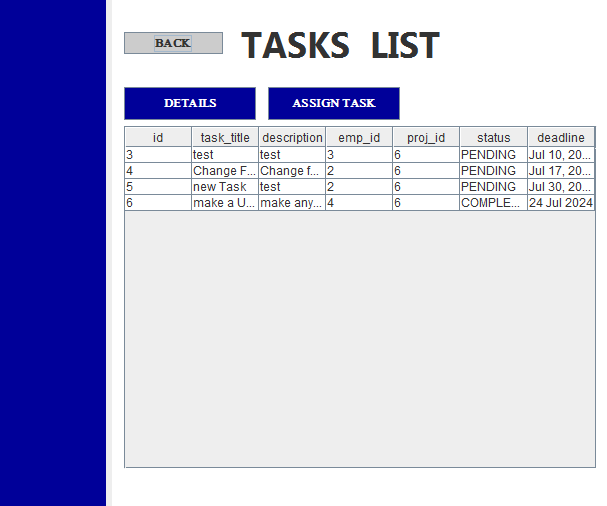 BACK TASKS LIST
DETAILS ASSIGN TASK
id task_title description emp_id proj_id status deadline
3 test test 3 6 PENDING Jul 10, 20...
4 Change F... Change f... 2 6 PENDING Jul 17, 20...
5 new Task test 2 6 PENDING Jul 30, 20...
6 make a U... make any... 4 6 COMPLE... 24 Jul 2024